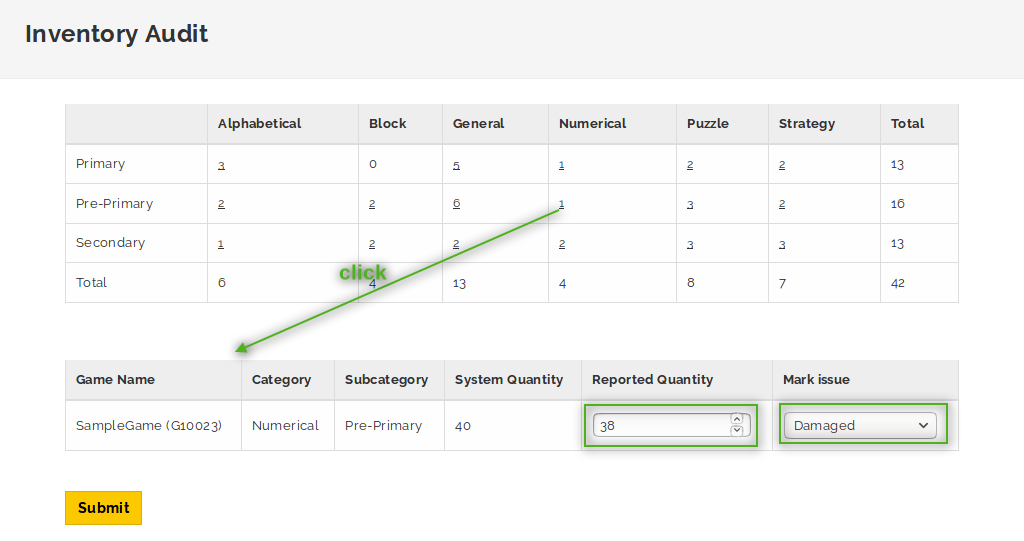 Inventory Audit
Alphabetical Block General Numerical Puzzle Strategy Total
Primary 3 0 5 1 2 2 13
Pre-Primary 2 2 6 1 3 2 16
Secondary 1 2 2 2 3 3 13
click
Total 6 4 13 4 8 7 42
Game Name Category Subcategory System Quantity Reported Quantity Mark issue
SampleGame (G10023) Numerical Pre-Primary 40 38 Damaged
Submit